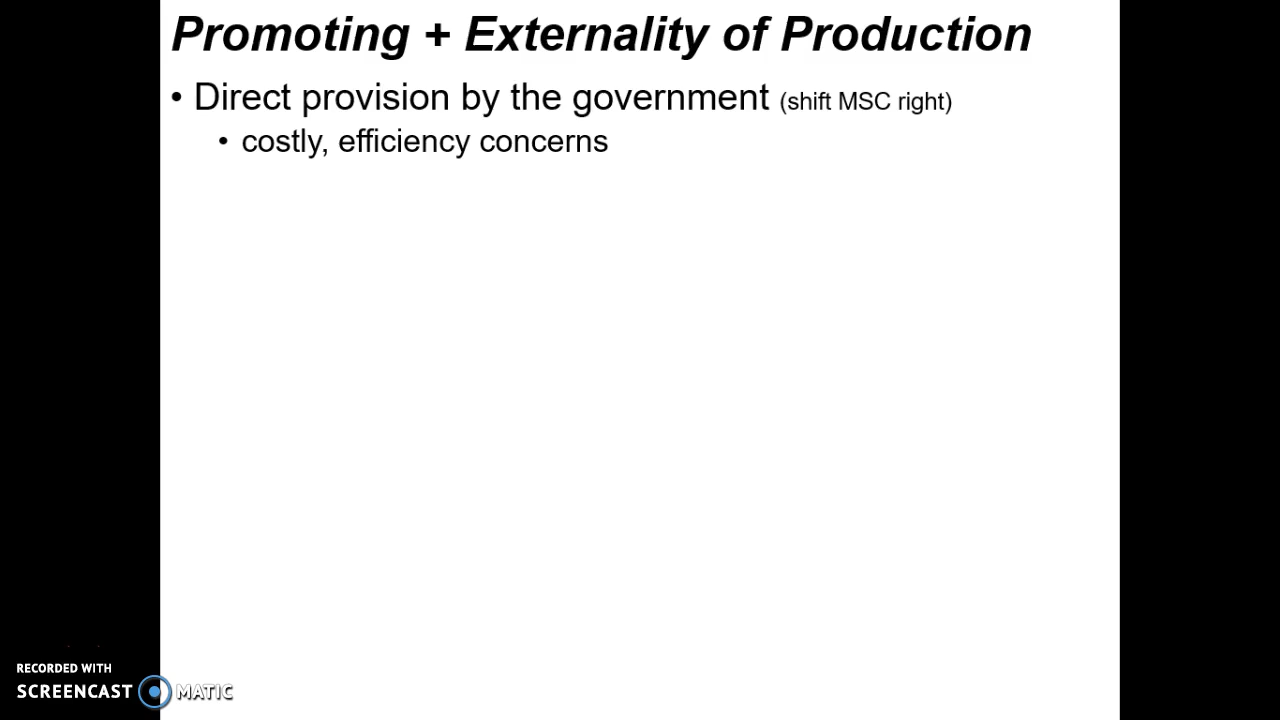 Promoting + Externality of Production
• Direct provision by the government (shift MSC right)
• costly, efficiency concerns
RECORDED WITH
SCREENCAST MATIC